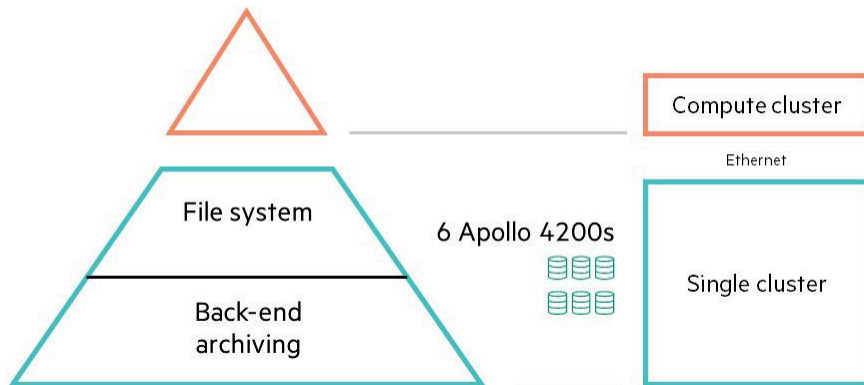 Compute cluster
Ethernet
File system
6 Apollo 4200s
Single cluster
Back-end
archiving